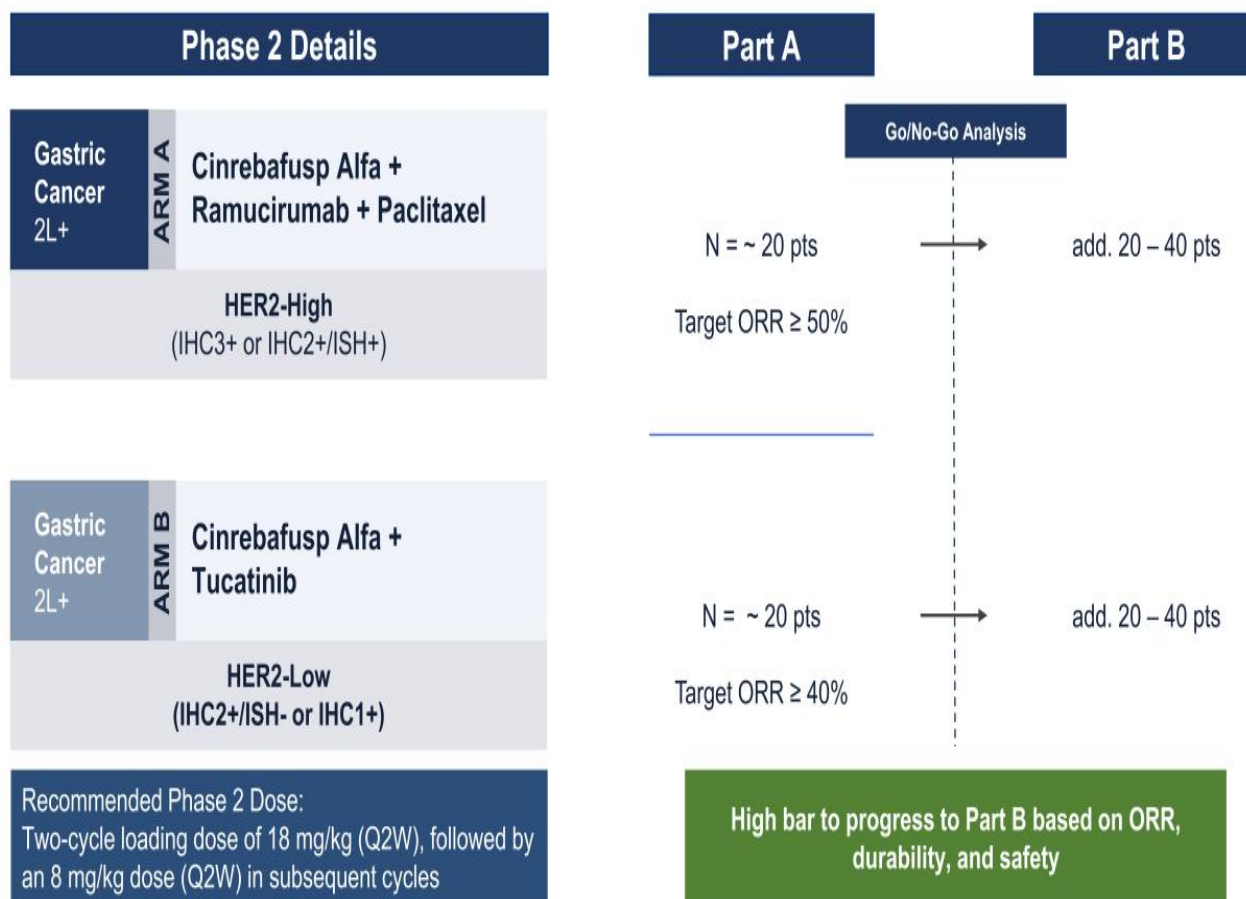 Phase 2 Details
Part A
Part B
Go/No-Go Analysis
Gastric
Cancer
2L+
ARM A
Cinrebafusp Alfa +
Ramucirumab + Paclitaxel
HER2-High
(IHC3+ or IHC2+/ISH+)
N = ~ 20 pts
add. 20 – 40 pts
Target ORR ≥ 50%
Gastric
Cancer
2L+
ARM B
Cinrebafusp Alfa +
Tucatinib
HER2-Low
(IHC2+/ISH- or IHC1+)
N = ~ 20 pts
add. 20 – 40 pts
Target ORR ≥ 40%
Recommended Phase 2 Dose:
Two-cycle loading dose of 18 mg/kg (Q2W), followed by
an 8 mg/kg dose (Q2W) in subsequent cycles
High bar to progress to Part B based on ORR,
durability, and safety